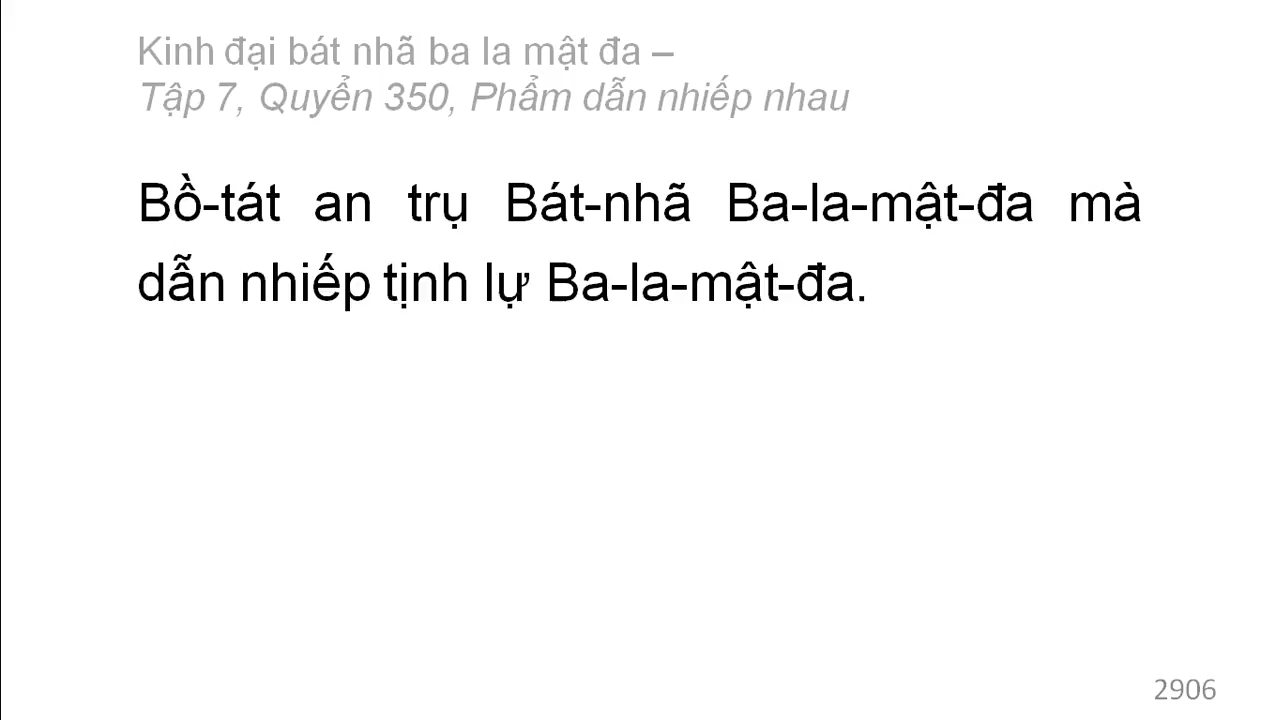 Kinh đại bát nhã ba la mật đa –
Tập 7, Quyển 350, Phẩm dẫn nhiếp nhau
Bồ-tát an trụ Bát-nhã Ba-la-mật-đa mà
dẫn nhiếp tịnh lự Ba-la-mật-đa.
2906